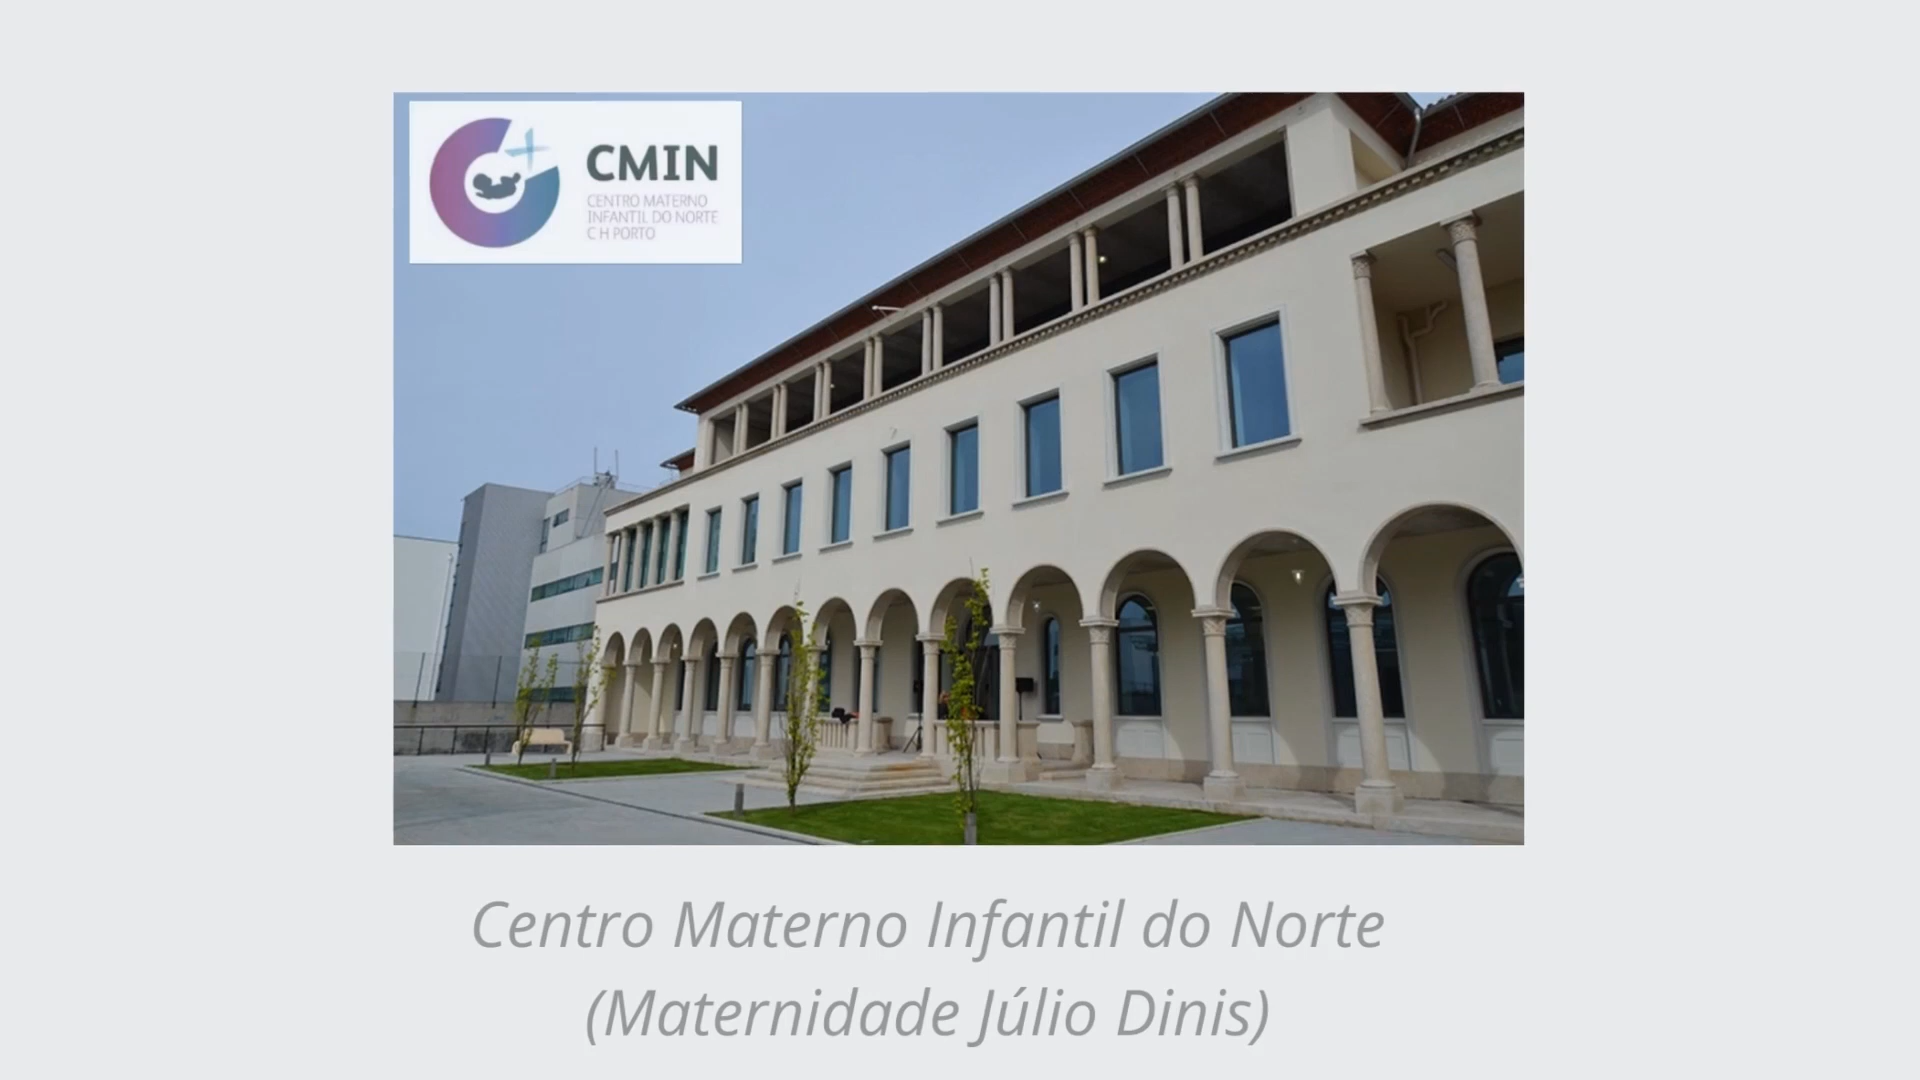 CMIN
CENTRO MATERNO
INFANTIL DO NORTE
C H PORTO
Centro Materno Infantil do Norte
(Maternidade Júlio Dinis)